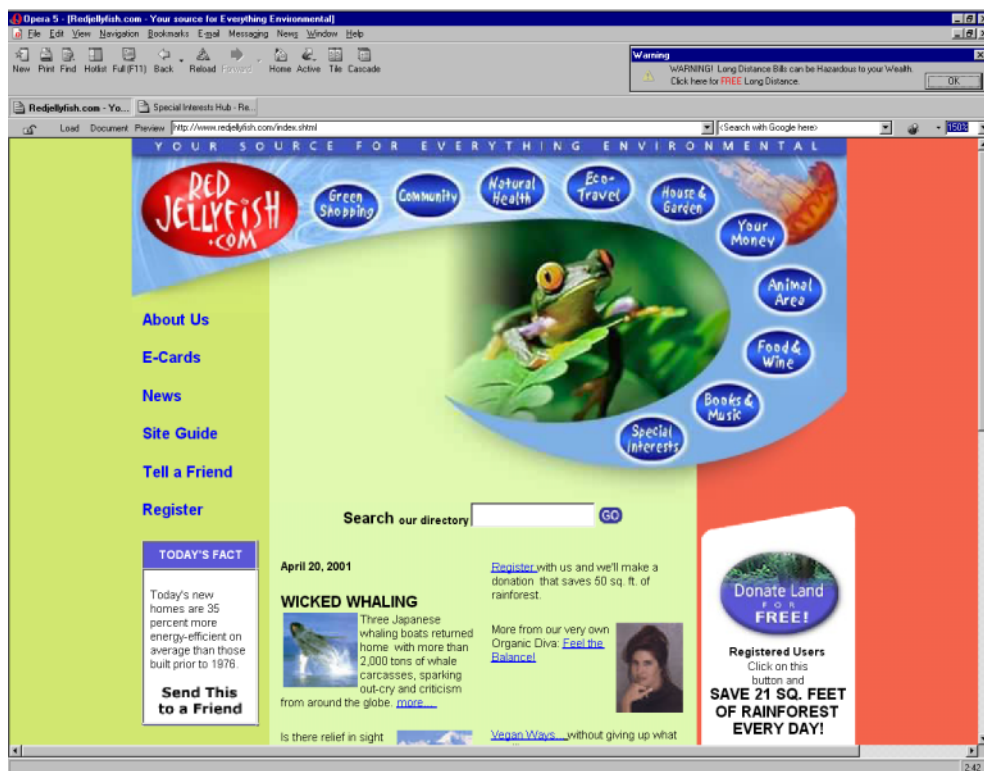 Opera 5 - [Redjellyfish.com - Your source for Everything Environmental]
File Edit View Navigation Bookmarks E-mail Messaging News Window Help
New Print Find Hotlist Full(F11) Back Reload Forward Home Active Tile Cascade
Warning
WARNING! Long Distance Bills can be Hazardous to your Wealth.
Click here for FREE Long Distance.
OK
Redjellyfish.com - Yo... Special Interests Hub - Re...
Load Document Preview http://www.redjellyfish.com/index.shtml <Search with Google here> 150%
YOUR SOURCE FOR EVERYTHING ENVIRONMENTAL
RED
JELLYFISH
.COM
Green
Shopping
Community
Natural
Health
Eco-
Travel
House &
Garden
Your
Money
Animal
Area
Food &
Wine
Books &
Music
Special
Interests
About Us
E-Cards
News
Site Guide
Tell a Friend
Register
Search our directory GO
TODAY'S FACT
Today's new
homes are 35
percent more
energy-efficient on
average than those
built prior to 1976.
Send This
to a Friend
April 20, 2001
WICKED WHALING
Three Japanese
whaling boats returned
home with more than
2,000 tons of whale
carcasses, sparking
out-cry and criticism
from around the globe. more....
Is there relief in sight
Register with us and we'll make a
donation that saves 50 sq. ft. of
rainforest.
More from our very own
Organic Diva: Feel the
Balance!
Vegan Ways... without giving up what
Donate Land
FOR
FREE!
Registered Users
Click on this
button and
SAVE 21 SQ. FEET
OF RAINFOREST
EVERY DAY!
2:42